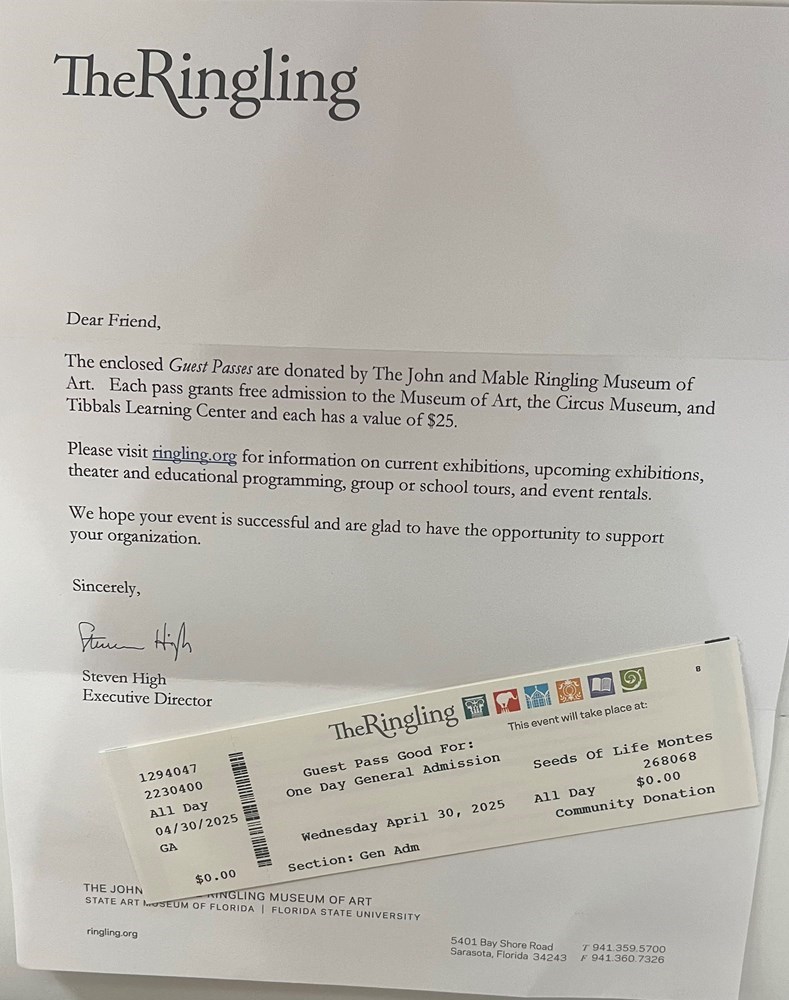 TheRingling
Dear Friend,
The enclosed Guest Passes are donated by The John and Mable Ringling Museum of
Art. Each pass grants free admission to the Museum of Art, the Circus Museum, and
Tibbals Learning Center and each has a value of $25.
Please visit ringling.org for information on current exhibitions, upcoming exhibitions,
theater and educational programming, group or school tours, and event rentals.
We hope your event is successful and are glad to have the opportunity to support
your organization.
Sincerely,
Steven High
Steven High
Executive Director
1294047
2230400
All Day
04/30/2025
GA
$0.00
TheRingling
Guest Pass Good For:
One Day General Admission
Wednesday April 30, 2025
Section: Gen Adm
8
This event will take place at:
Seeds Of Life Montes
268068
All Day $0.00
Community Donation
THE JOHN RINGLING MUSEUM OF ART
STATE ART MUSEUM OF FLORIDA | FLORIDA STATE UNIVERSITY
ringling.org
5401 Bay Shore Road T 941.359.5700
Sarasota, Florida 34243 F 941.360.7326